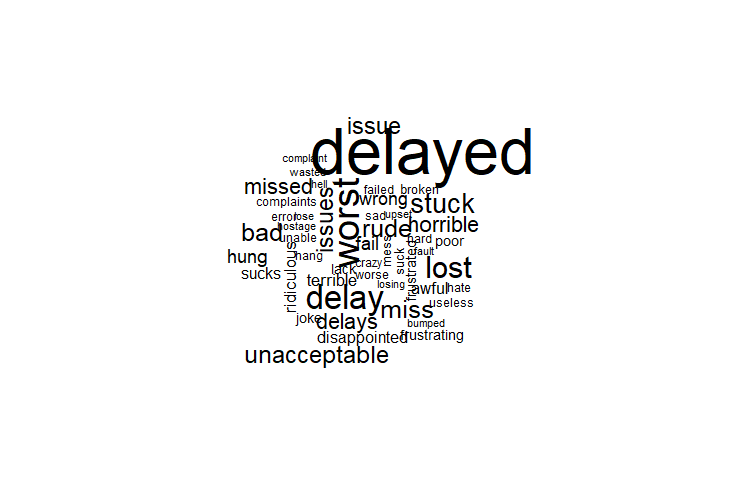 issue
delayed
complaint
wasted
hell
missed
failed
broken
complaints
wrong
stuck
issues
worst
error
lose
sad
upset
hostage
rude
horrible
bad
unable
fail
mess
hard
poor
fault
hung
hang
suck
frustrated
lack
crazy
lost
sucks
ridiculous
terrible
worse
losing
awful
hate
delay
miss
useless
joke
delays
bumped
disappointed
frustrating
unacceptable